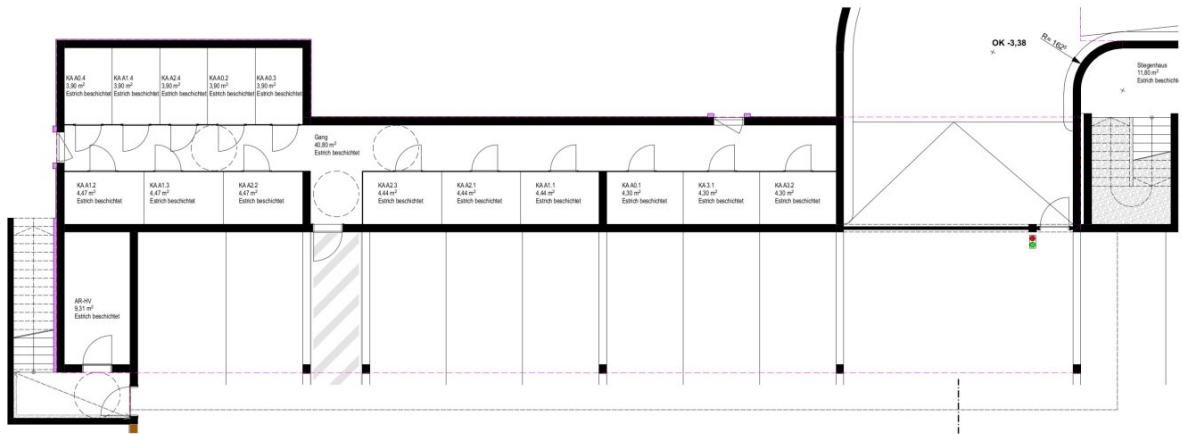 OK -3,38
R= 162⁵
Stiegenhaus
11,80 m²
Estrich beschichtet
KA A0.4
3,90 m²
Estrich beschichtet
KA A1.4
3,90 m²
Estrich beschichtet
KA A2.4
3,90 m²
Estrich beschichtet
KA A0.2
3,90 m²
Estrich beschichtet
KA A0.3
3,90 m²
Estrich beschichtet
Gang
40,80 m²
Estrich beschichtet
KA A1.2
4,47 m²
Estrich beschichtet
KA A1.3
4,47 m²
Estrich beschichtet
KA A2.2
4,47 m²
Estrich beschichtet
KA A2.3
4,44 m²
Estrich beschichtet
KA A2.1
4,44 m²
Estrich beschichtet
KA A1.1
4,44 m²
Estrich beschichtet
KA A0.1
4,30 m²
Estrich beschichtet
KA 3.1
4,30 m²
Estrich beschichtet
KA A3.2
4,30 m²
Estrich beschichtet
AR-HV
9,31 m²
Estrich beschichtet